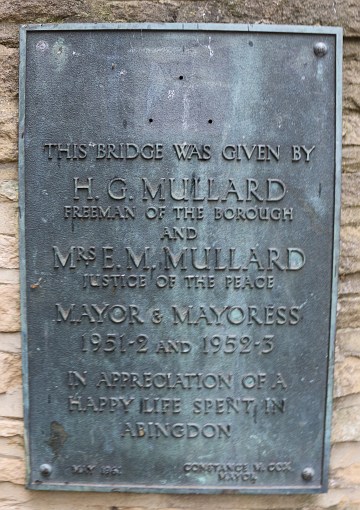 THIS BRIDGE WAS GIVEN BY
H. G. MULLARD
FREEMAN OF THE BOROUGH
AND
MRS E. M. MULLARD
JUSTICE OF THE PEACE
MAYOR & MAYORESS
1951-2 AND 1952-3
IN APPRECIATION OF A
HAPPY LIFE SPENT IN
ABINGDON
MAY
CONSTANCE M. COX
MAYOR